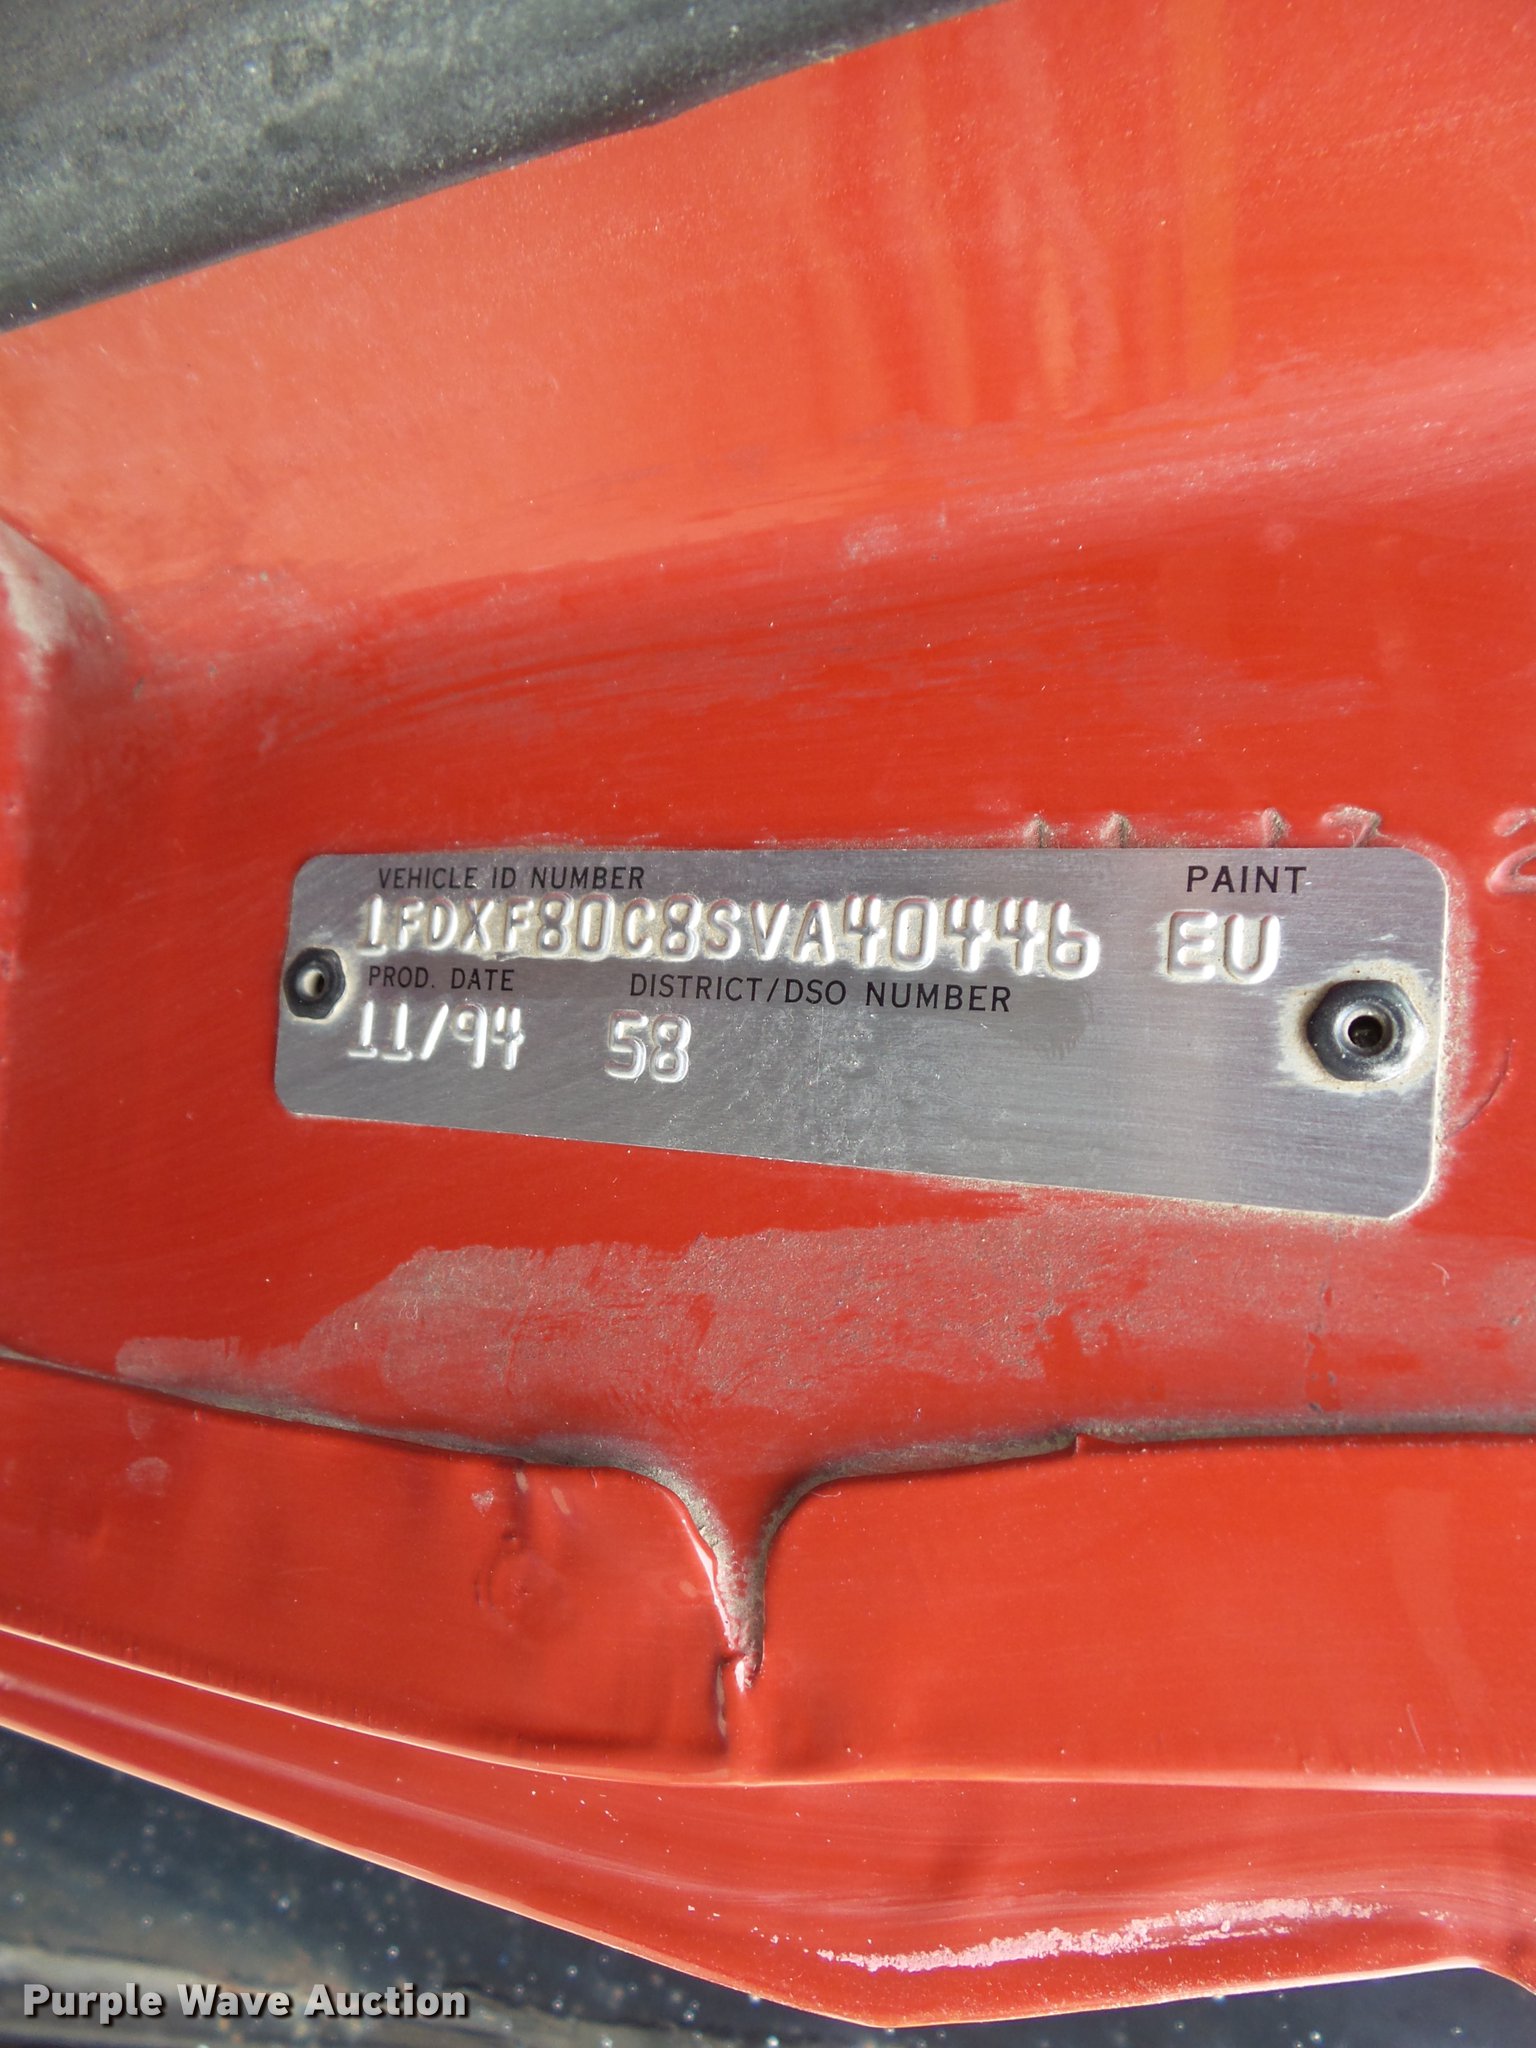 VEHICLE ID NUMBER PAINT
1FDXF80C8SVA40446 EU
PROD. DATE DISTRICT/DSO NUMBER
11/94 58
Purple Wave Auction